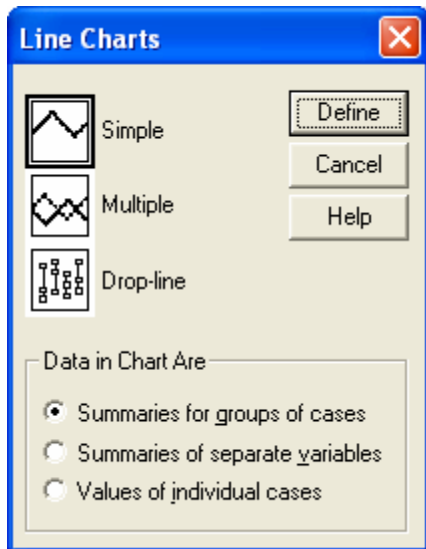 Line Charts
Simple
Multiple
Drop-line
Define
Cancel
Help
Data in Chart Are
Summaries for groups of cases
Summaries of separate variables
Values of individual cases